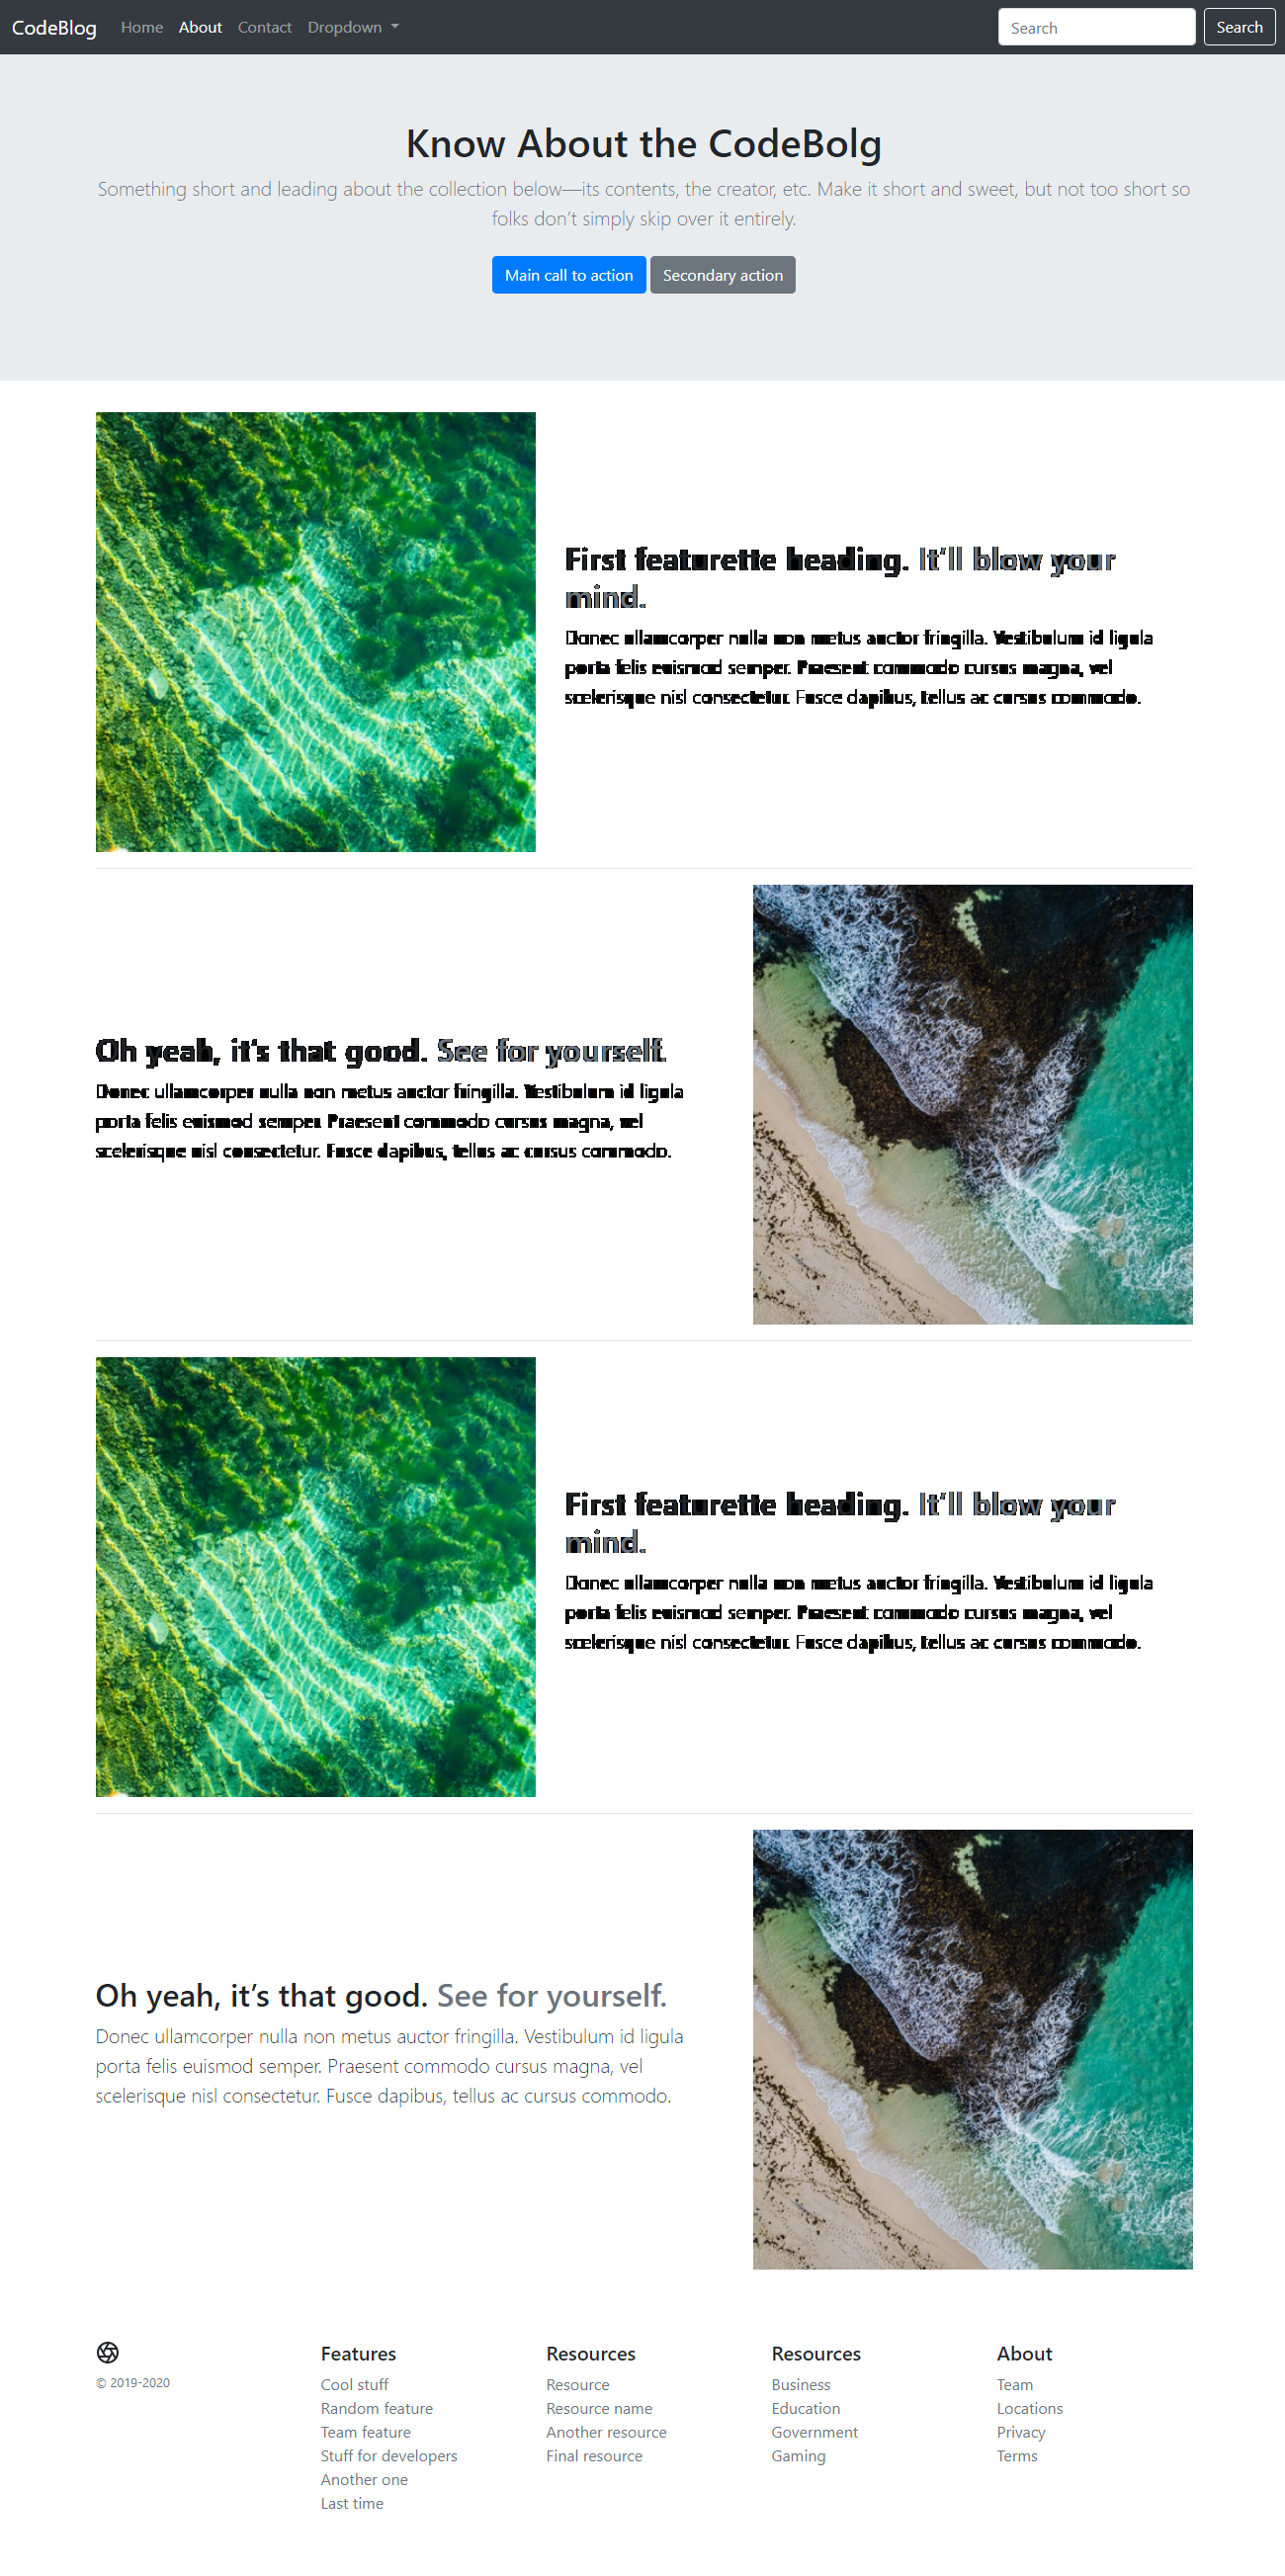 CodeBlog Home About Contact Dropdown Search Search
Know About the CodeBolg
Something short and leading about the collection below—its contents, the creator, etc. Make it short and sweet, but not too short so
folks don’t simply skip over it entirely.
Main call to action Secondary action
First featurette heading. It’ll blow your
mind.
Donec ullamcorper nulla non metus auctor fringilla. Vestibulum id ligula
porta felis euismod semper. Praesent commodo cursus magna, vel
scelerisque nisl consectetur. Fusce dapibus, tellus ac cursus commodo.
Oh yeah, it’s that good. See for yourself.
Donec ullamcorper nulla non metus auctor fringilla. Vestibulum id ligula
porta felis euismod semper. Praesent commodo cursus magna, vel
scelerisque nisl consectetur. Fusce dapibus, tellus ac cursus commodo.
First featurette heading. It’ll blow your
mind.
Donec ullamcorper nulla non metus auctor fringilla. Vestibulum id ligula
porta felis euismod semper. Praesent commodo cursus magna, vel
scelerisque nisl consectetur. Fusce dapibus, tellus ac cursus commodo.
Oh yeah, it’s that good. See for yourself.
Donec ullamcorper nulla non metus auctor fringilla. Vestibulum id ligula
porta felis euismod semper. Praesent commodo cursus magna, vel
scelerisque nisl consectetur. Fusce dapibus, tellus ac cursus commodo.
© 2019-2020
Features
Cool stuff
Random feature
Team feature
Stuff for developers
Another one
Last time
Resources
Resource
Resource name
Another resource
Final resource
Resources
Business
Education
Government
Gaming
About
Team
Locations
Privacy
Terms